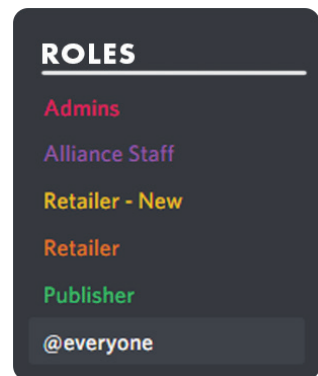 ROLES
Admins
Alliance Staff
Retailer - New
Retailer
Publisher
@everyone